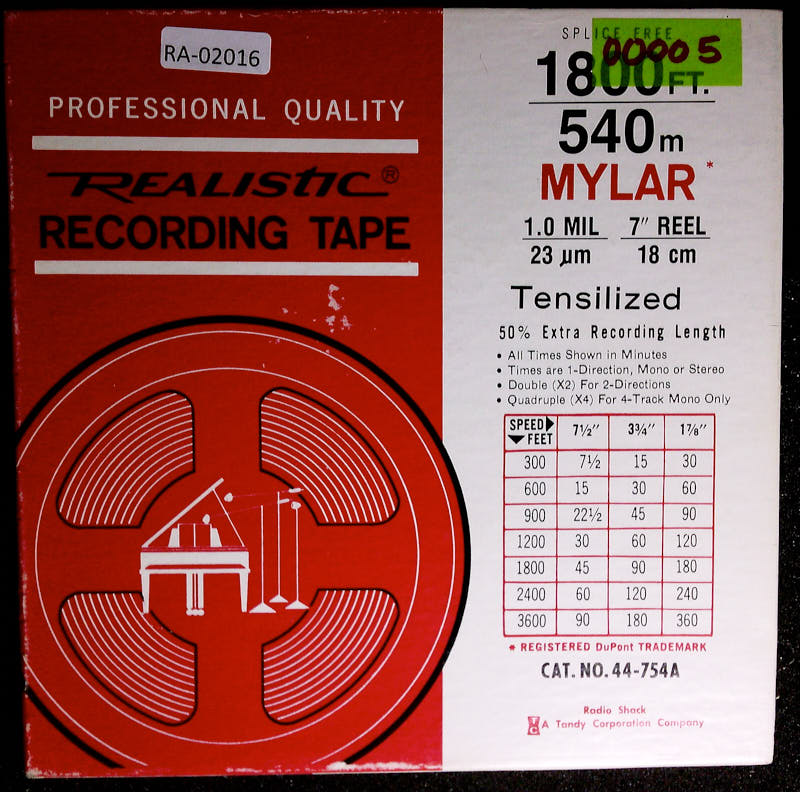 RA-02016
PROFESSIONAL QUALITY
REALISTIC®
RECORDING TAPE
SPLICE FREE
00005
1800 FT.
540 m
MYLAR*
1.0 MIL 7" REEL
23 µm 18 cm
Tensilized
50% Extra Recording Length
• All Times Shown in Minutes
• Times are 1-Direction, Mono or Stereo
• Double (X2) For 2-Directions
• Quadruple (X4) For 4-Track Mono Only
SPEED▶ 7½" 3¾" 1⅞"
▼FEET
300 7½ 15 30
600 15 30 60
900 22½ 45 90
1200 30 60 120
1800 45 90 180
2400 60 120 240
3600 90 180 360
* REGISTERED DuPont TRADEMARK
CAT. NO. 44-754A
Radio Shack
TC A Tandy Corporation Company